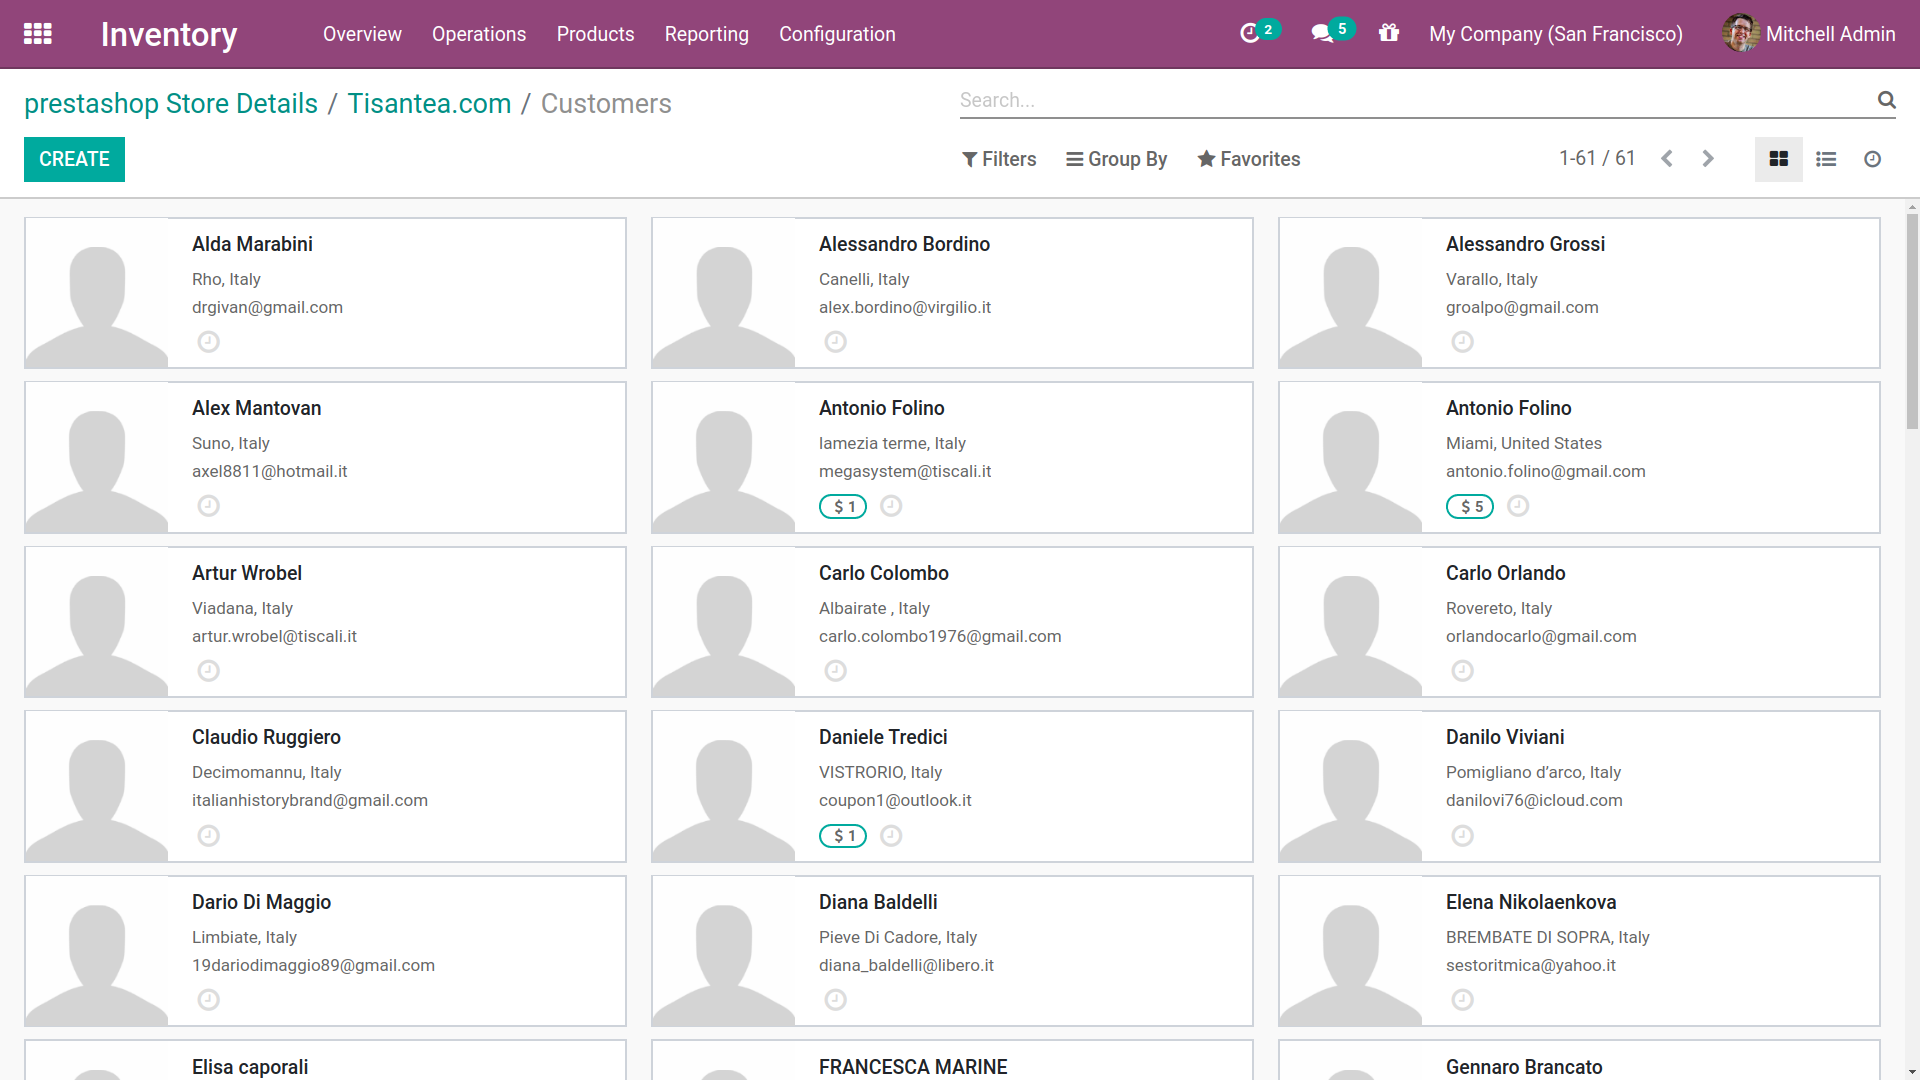 Inventory
Overview
Operations
Products
Reporting
Configuration
2
5
My Company (San Francisco)
Mitchell Admin
prestashop Store Details / Tisantea.com / Customers
Search...
CREATE
Filters
Group By
Favorites
1-61 / 61
Alda Marabini
Rho, Italy
drgivan@gmail.com
Alessandro Bordino
Canelli, Italy
alex.bordino@virgilio.it
Alessandro Grossi
Varallo, Italy
groalpo@gmail.com
Alex Mantovan
Suno, Italy
axel8811@hotmail.it
Antonio Folino
lamezia terme, Italy
megasystem@tiscali.it
$ 1
Antonio Folino
Miami, United States
antonio.folino@gmail.com
$ 5
Artur Wrobel
Viadana, Italy
artur.wrobel@tiscali.it
Carlo Colombo
Albairate , Italy
carlo.colombo1976@gmail.com
Carlo Orlando
Rovereto, Italy
orlandocarlo@gmail.com
Claudio Ruggiero
Decimomannu, Italy
italianhistorybrand@gmail.com
Daniele Tredici
VISTRORIO, Italy
coupon1@outlook.it
$ 1
Danilo Viviani
Pomigliano d’arco, Italy
danilovi76@icloud.com
Dario Di Maggio
Limbiate, Italy
19dariodimaggio89@gmail.com
Diana Baldelli
Pieve Di Cadore, Italy
diana_baldelli@libero.it
Elena Nikolaenkova
BREMBATE DI SOPRA, Italy
sestoritmica@yahoo.it
Elisa caporali
FRANCESCA MARINE
Gennaro Brancato